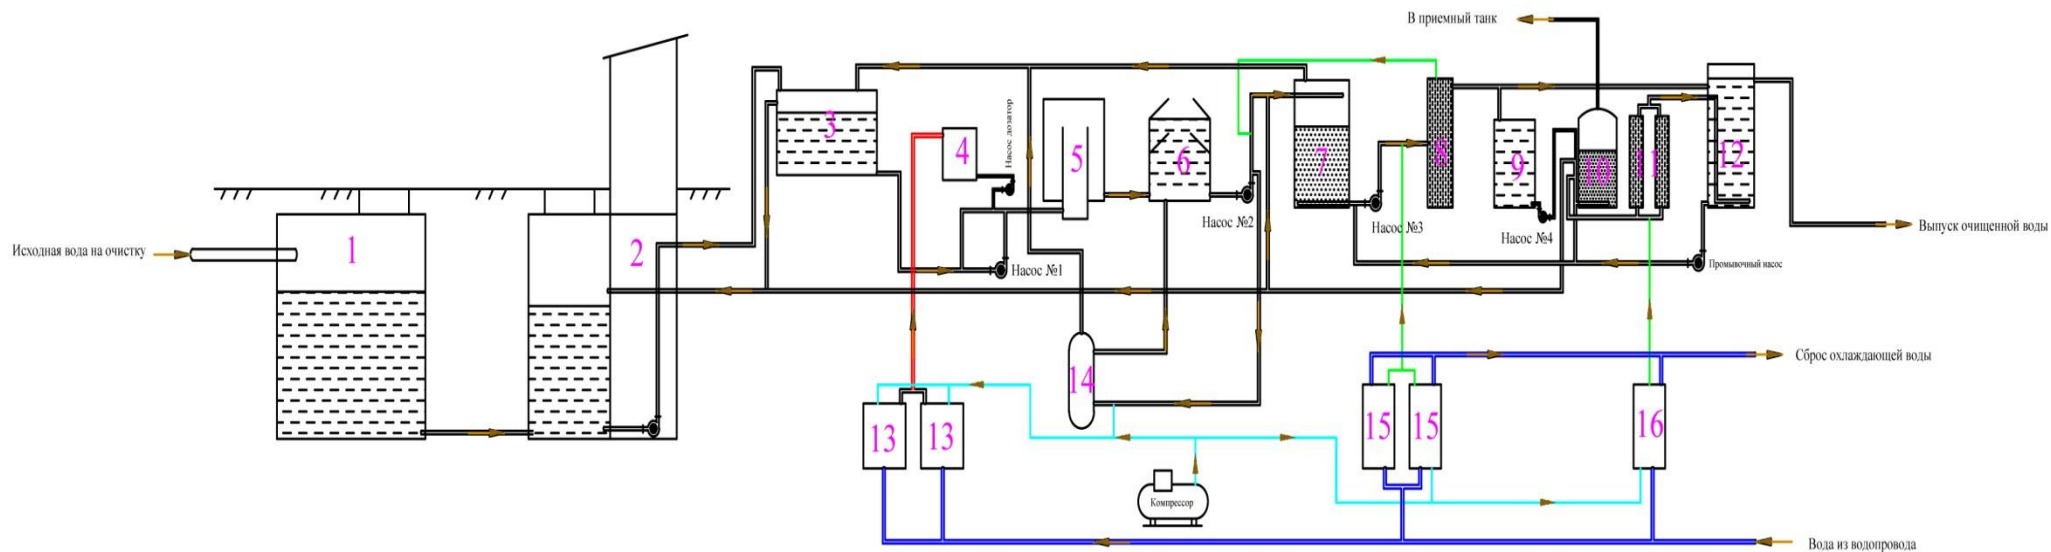 В приемный танк
Исходная вода на очистку
1
2
3
4
Насос дозатор
5
6
7
8
9
10
11
12
Насос №1
Насос №2
Насос №3
Насос №4
Промывочный насос
Выпуск очищенной воды
13
13
14
15
15
16
Сброс охлаждающей воды
Компрессор
Вода из водопровода